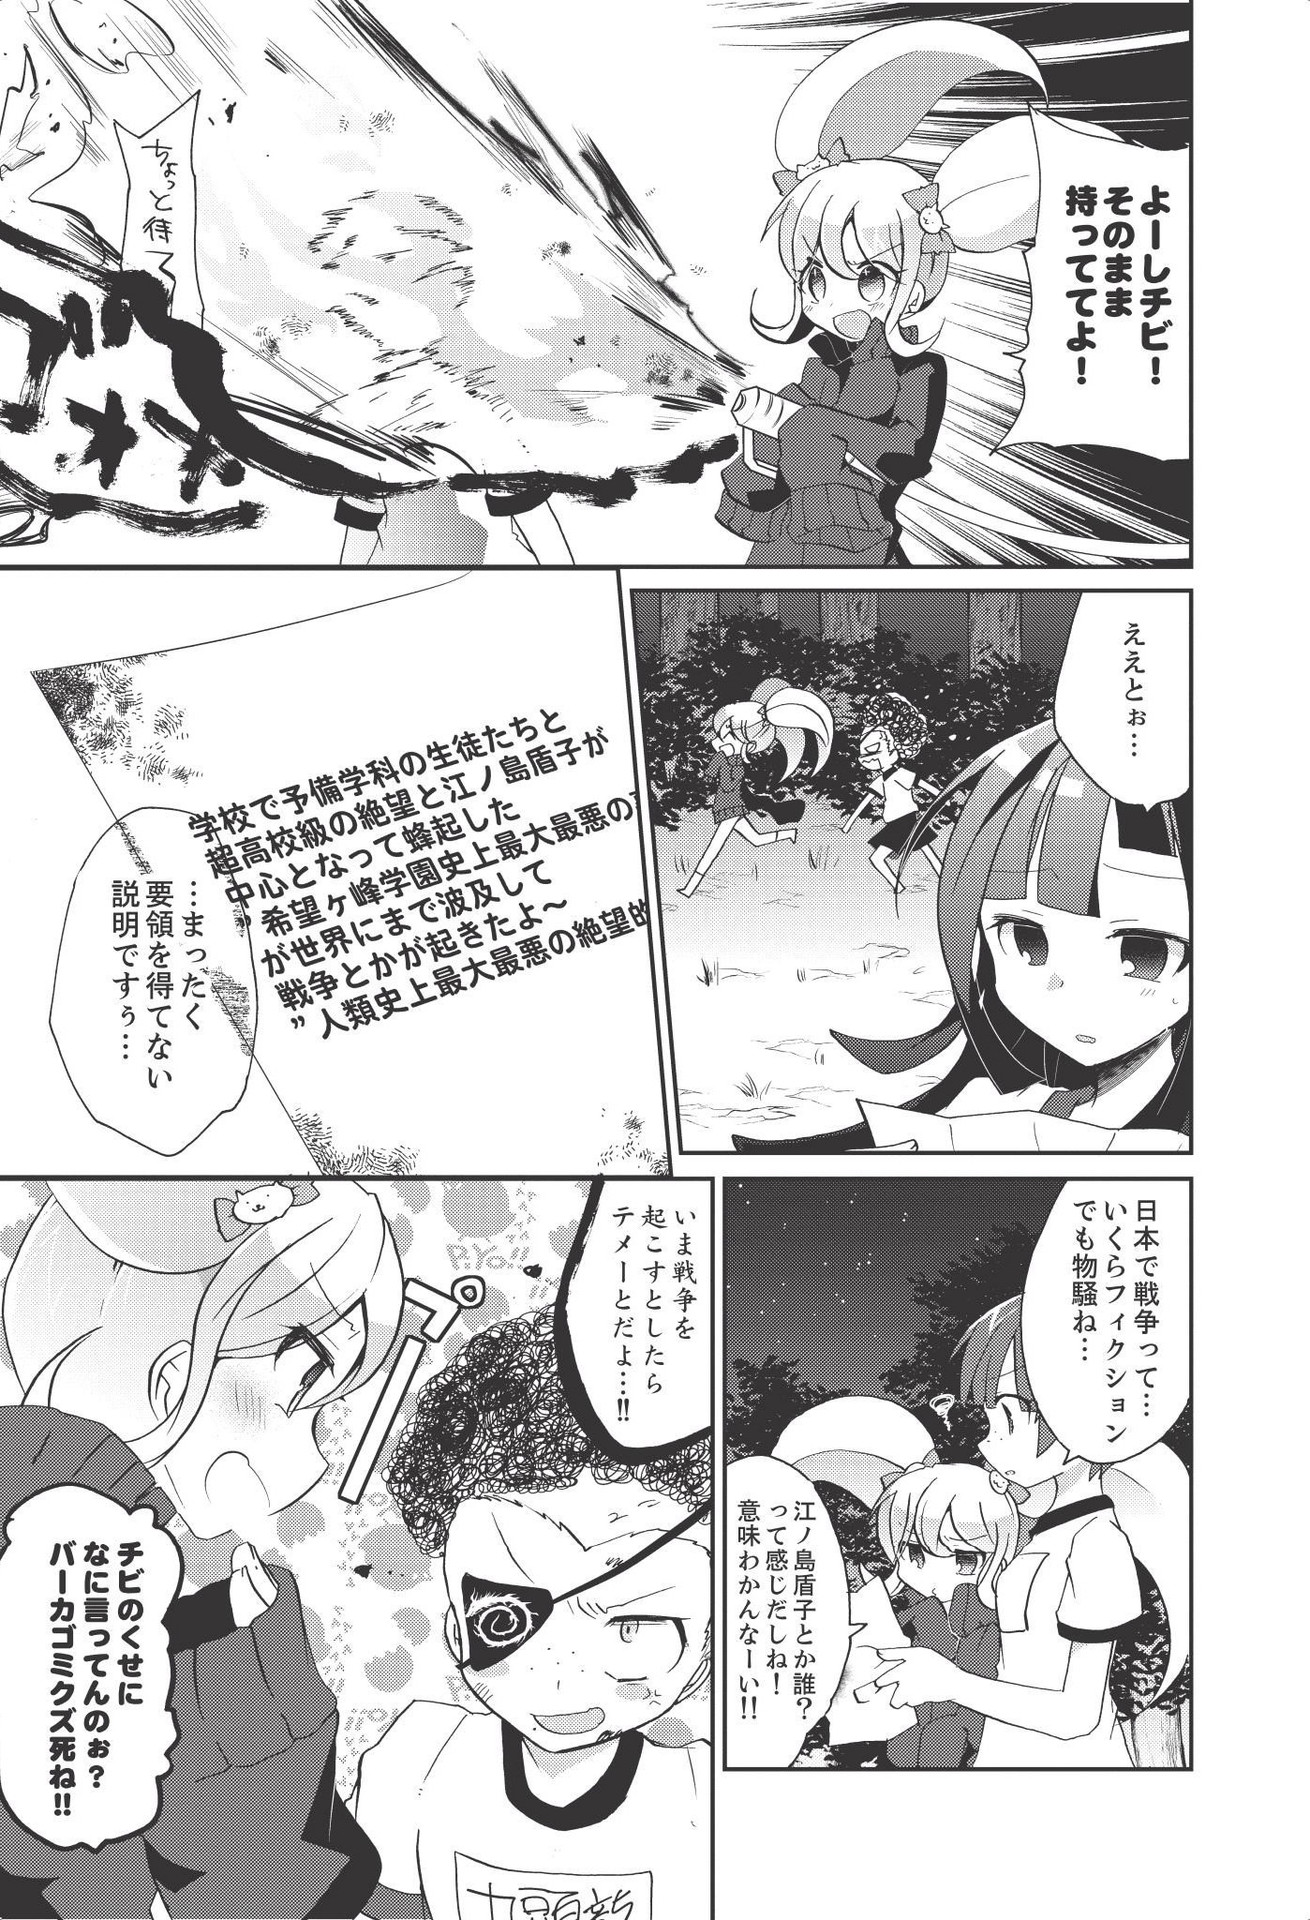 よーしチビ！
そのまま
持っててよ！
ちょっと待て
ええとぉ…
学校で予備学科の生徒たちと
超高校級の絶望と江ノ島盾子が
中心となって蜂起した
”希望ヶ峰学園史上最大最悪の
が世界にまで波及して
戦争とかが起きたよ〜
”人類史上最大最悪の絶望的
…まったく
要領を得てない
説明ですぅ…
日本で戦争って…
いくらフィクション
でも物騒ね…
江ノ島盾子とか誰？
って感じだしね！
意味わかんなーい!!
いま戦争を
起こすとしたら
テメーとだよ…!!
チビのくせに
なに言ってんのぉ？
バーカゴミクズ死ね!!